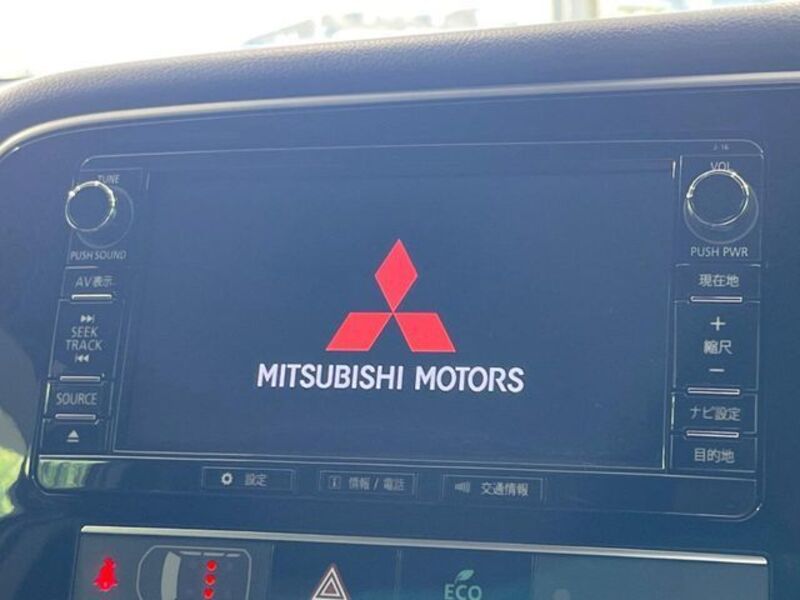 J-16
TUNE
PUSH SOUND
AV表示
SEEK
TRACK
SOURCE
MITSUBISHI MOTORS
VOL
PUSH PWR
現在地
+
縮尺
−
ナビ設定
目的地
設定
情報 / 電話
交通情報
ECO